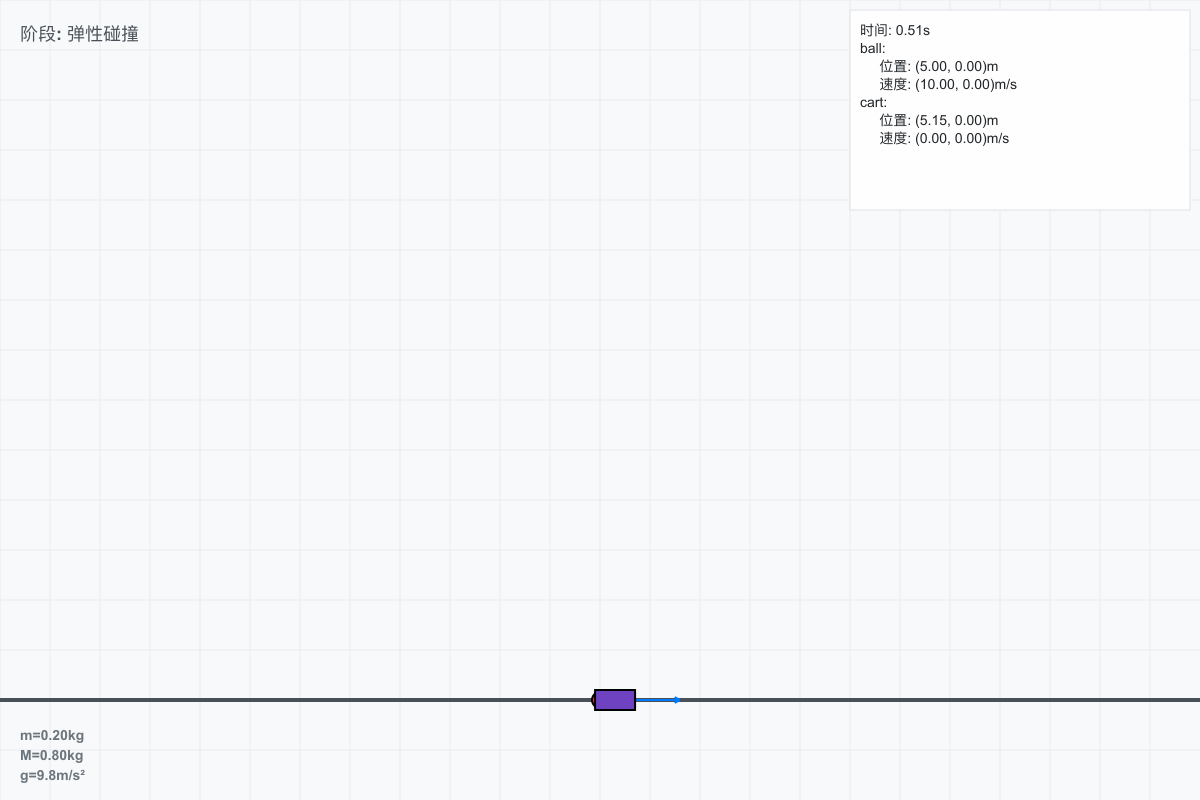 阶段: 弹性碰撞
时间: 0.51s
ball:
位置: (5.00, 0.00)m
速度: (10.00, 0.00)m/s
cart:
位置: (5.15, 0.00)m
速度: (0.00, 0.00)m/s
m=0.20kg
M=0.80kg
g=9.8m/s²